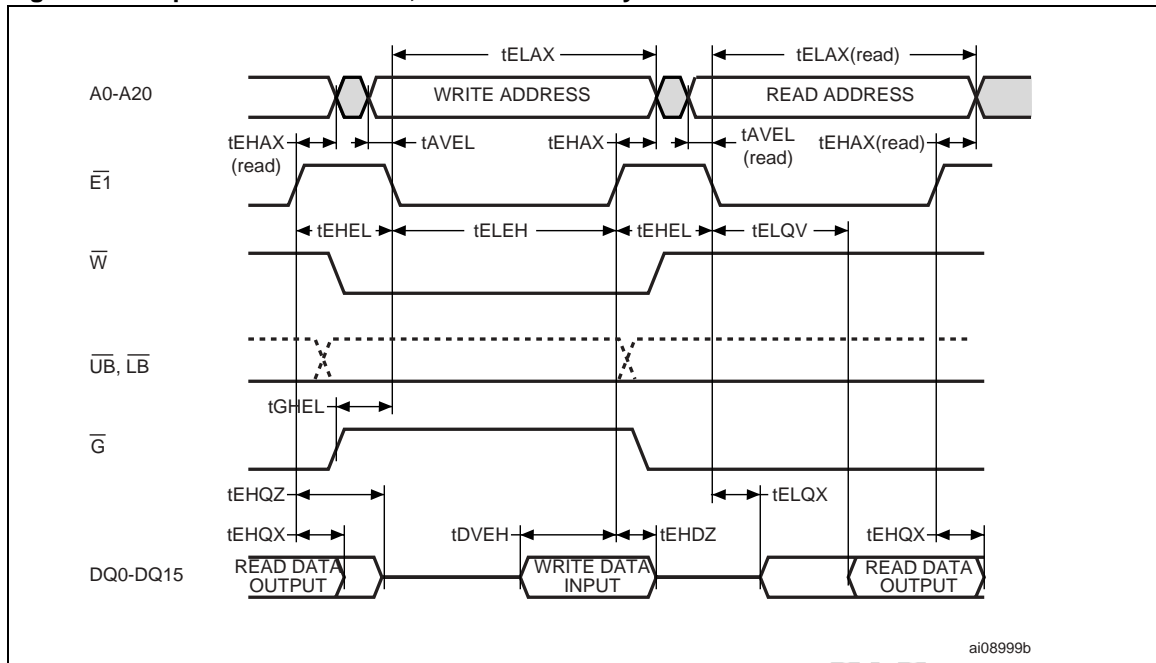 tELAX tELAX(read)
A0-A20 WRITE ADDRESS READ ADDRESS
tEHAX (read) tAVEL tEHAX tAVEL (read) tEHAX(read)
E1
tEHEL tELEH tEHEL tELQV
W
UB, LB
tGHEL
G
tEHQZ tELQX
tEHQX tDVEH tEHDZ tEHQX
DQ0-DQ15 READ DATA OUTPUT WRITE DATA INPUT READ DATA OUTPUT
ai08999b